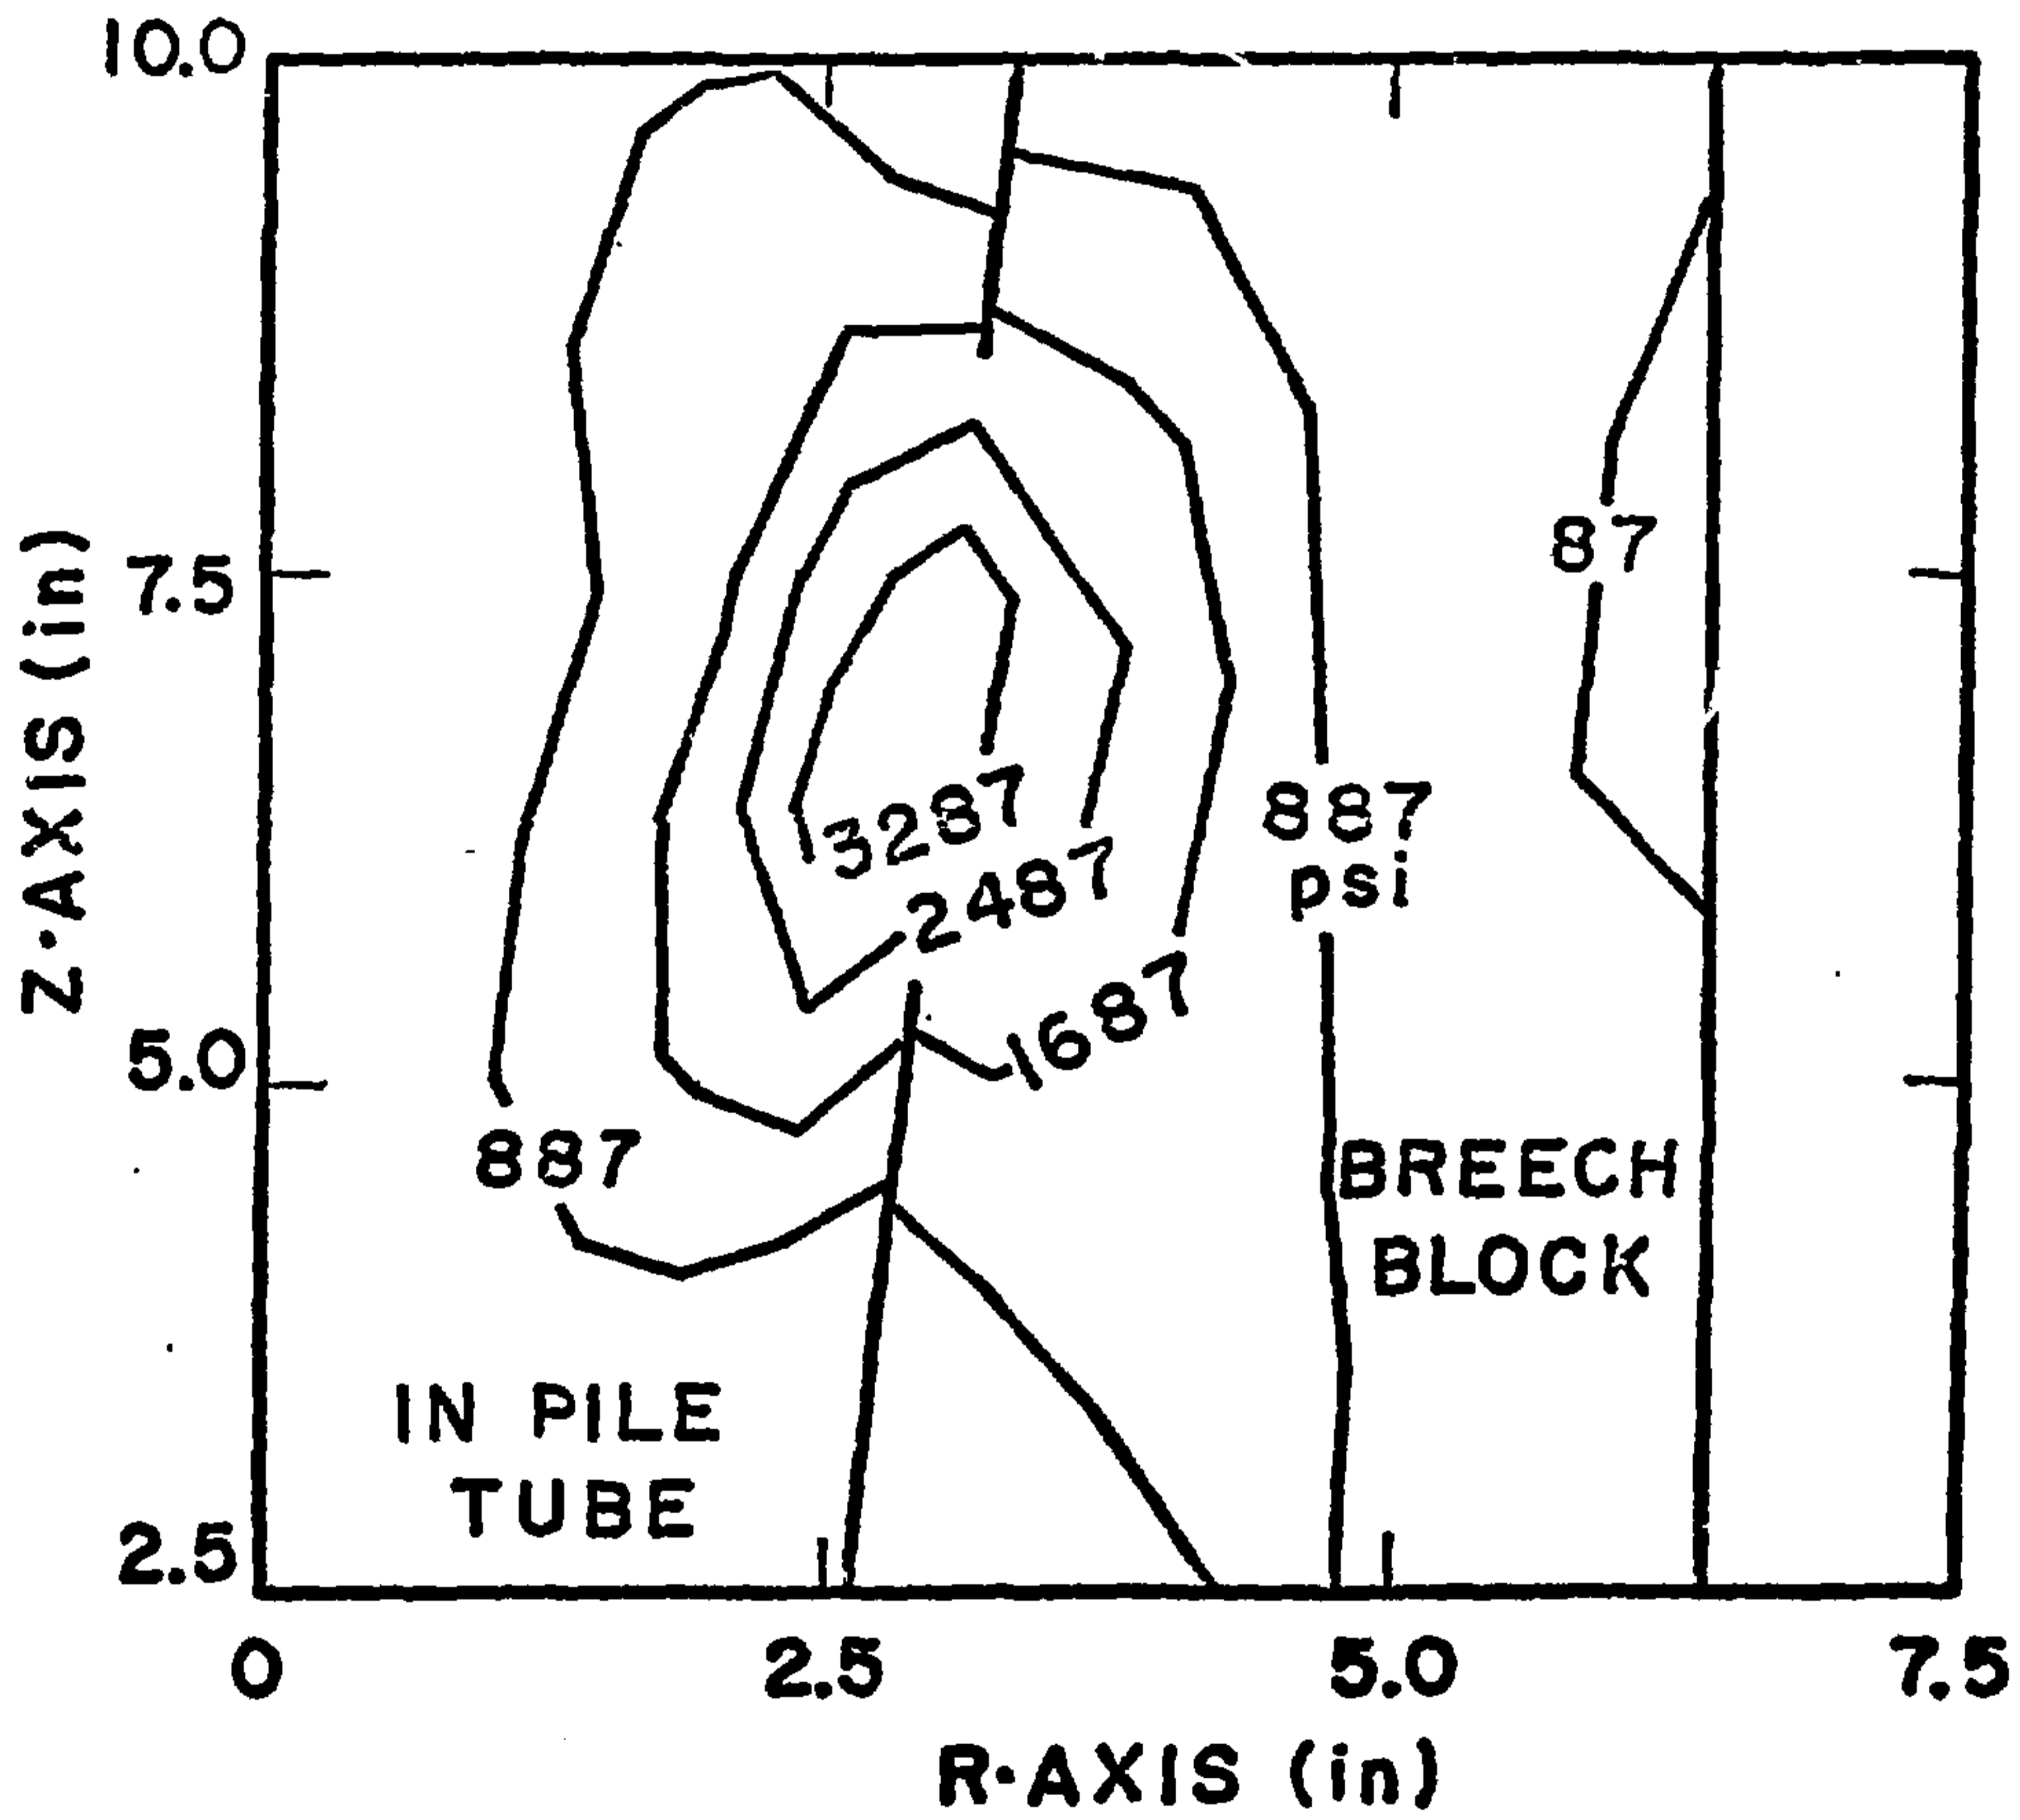 10.0
7.5
5.0
2.5
Z·AXIS (in)
87
887
psi
3287
2487
1687
887
BREECH
BLOCK
IN PILE
TUBE
0
2.5
5.0
7.5
R·AXIS (in)